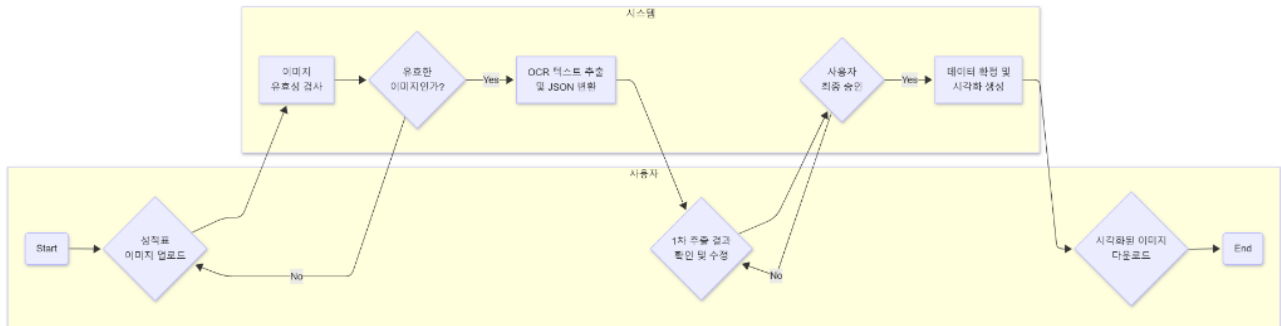 시스템
이미지
유효성 검사
유효한
이미지인가?
Yes
OCR 텍스트 추출
및 JSON 변환
사용자
최종 승인
Yes
데이터 확정 및
시각화 생성
사용자
Start
성적표
이미지 업로드
No
1차 추출 결과
확인 및 수정
No
시각화된 이미지
다운로드
End